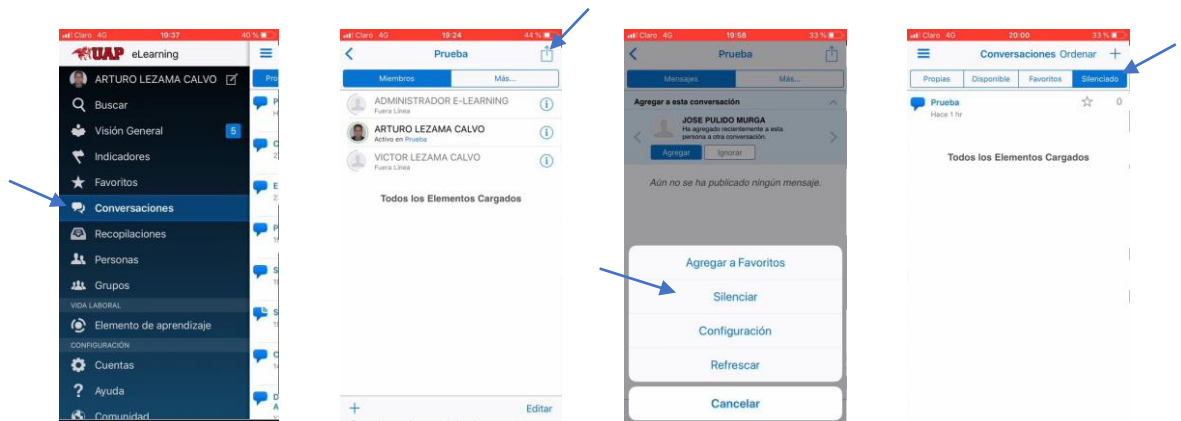 Claro 4G 19:37 40 %
UAP eLearning
ARTURO LEZAMA CALVO
Buscar
Visión General 5
Indicadores
Favoritos
Conversaciones
Recopilaciones
Personas
Grupos
VIDA LABORAL
Elemento de aprendizaje
CONFIGURACIÓN
Cuentas
Ayuda
Comunidad
Claro 4G 19:24 44 %
Prueba
Miembros Más...
ADMINISTRADOR E-LEARNING
Fuera Línea
ARTURO LEZAMA CALVO
Activo en Prueba
VICTOR LEZAMA CALVO
Fuera Línea
Todos los Elementos Cargados
+ Editar
Claro 4G 19:58 33 %
Prueba
Mensajes Más...
Agregar a esta conversación
JOSE PULIDO MURGA
Ha agregado recientemente a esta
persona a otra conversación.
Agregar Ignorar
Aún no se ha publicado ningún mensaje.
Agregar a Favoritos
Silenciar
Configuración
Refrescar
Cancelar
Claro 4G 20:00 33 %
Conversaciones Ordenar +
Propias Disponible Favoritos Silenciado
Prueba 0
Hace 1 hr
Todos los Elementos Cargados